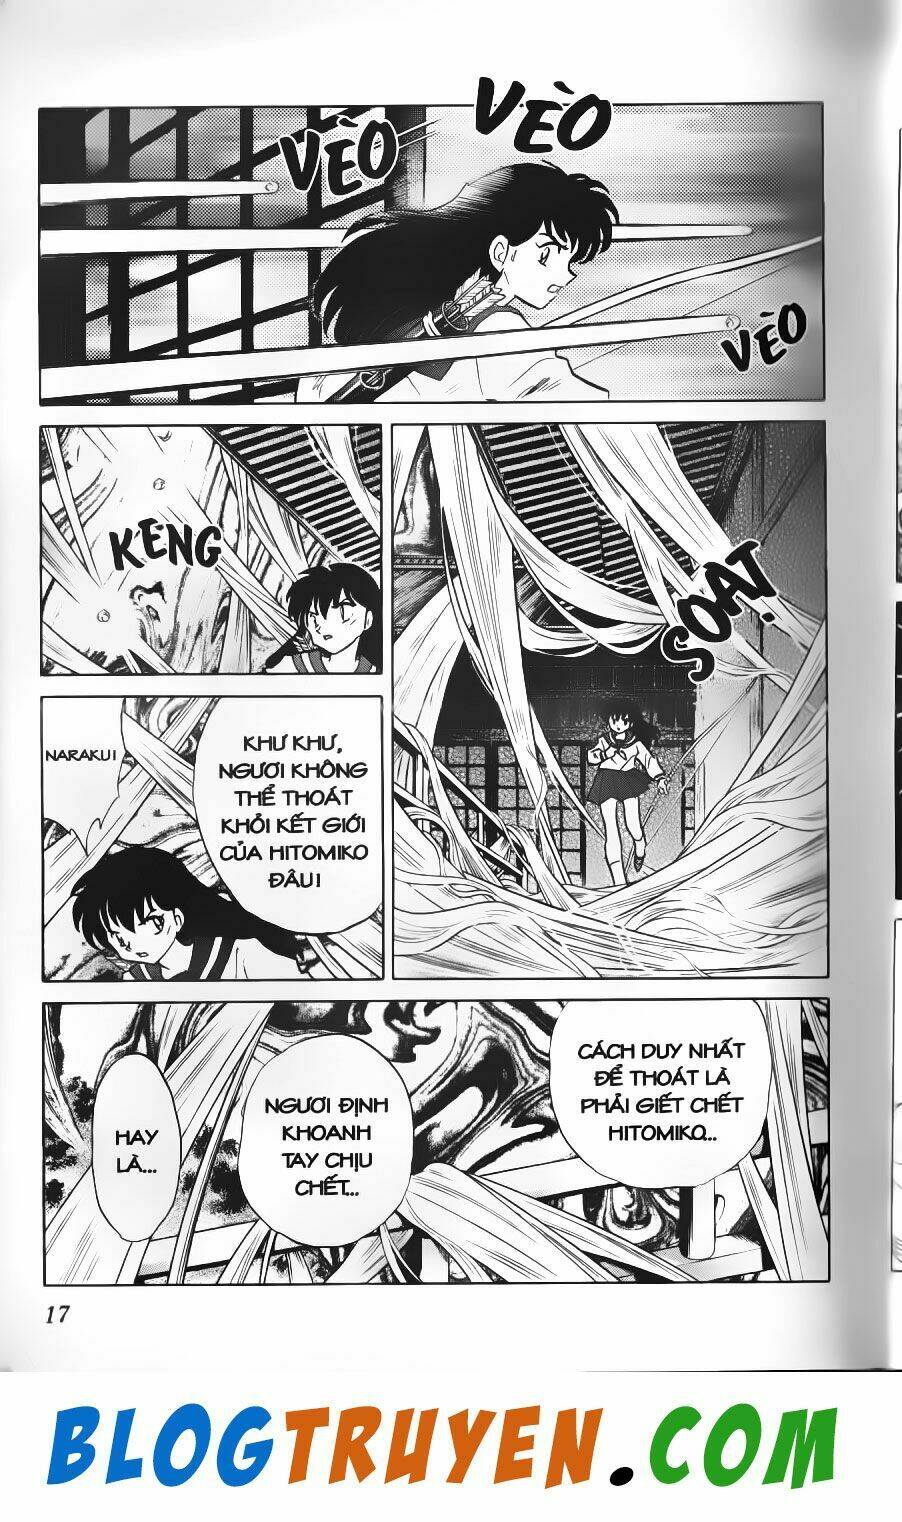 VÈO
VÈO
VÈO
SOẠT
KENG
KHƯ KHƯ,
NGƯƠI KHÔNG
THỂ THOÁT
KHỎI KẾT GIỚI
CỦA HITOMIKO
ĐÂU!
NARAKU!
CÁCH DUY NHẤT
ĐỂ THOÁT LÀ
PHẢI GIẾT CHẾT
HITOMIKO...
NGƯƠI ĐỊNH
KHOANH
TAY CHỊU
CHẾT...
HAY
LÀ...
17
BLOGTRUYEN.COM